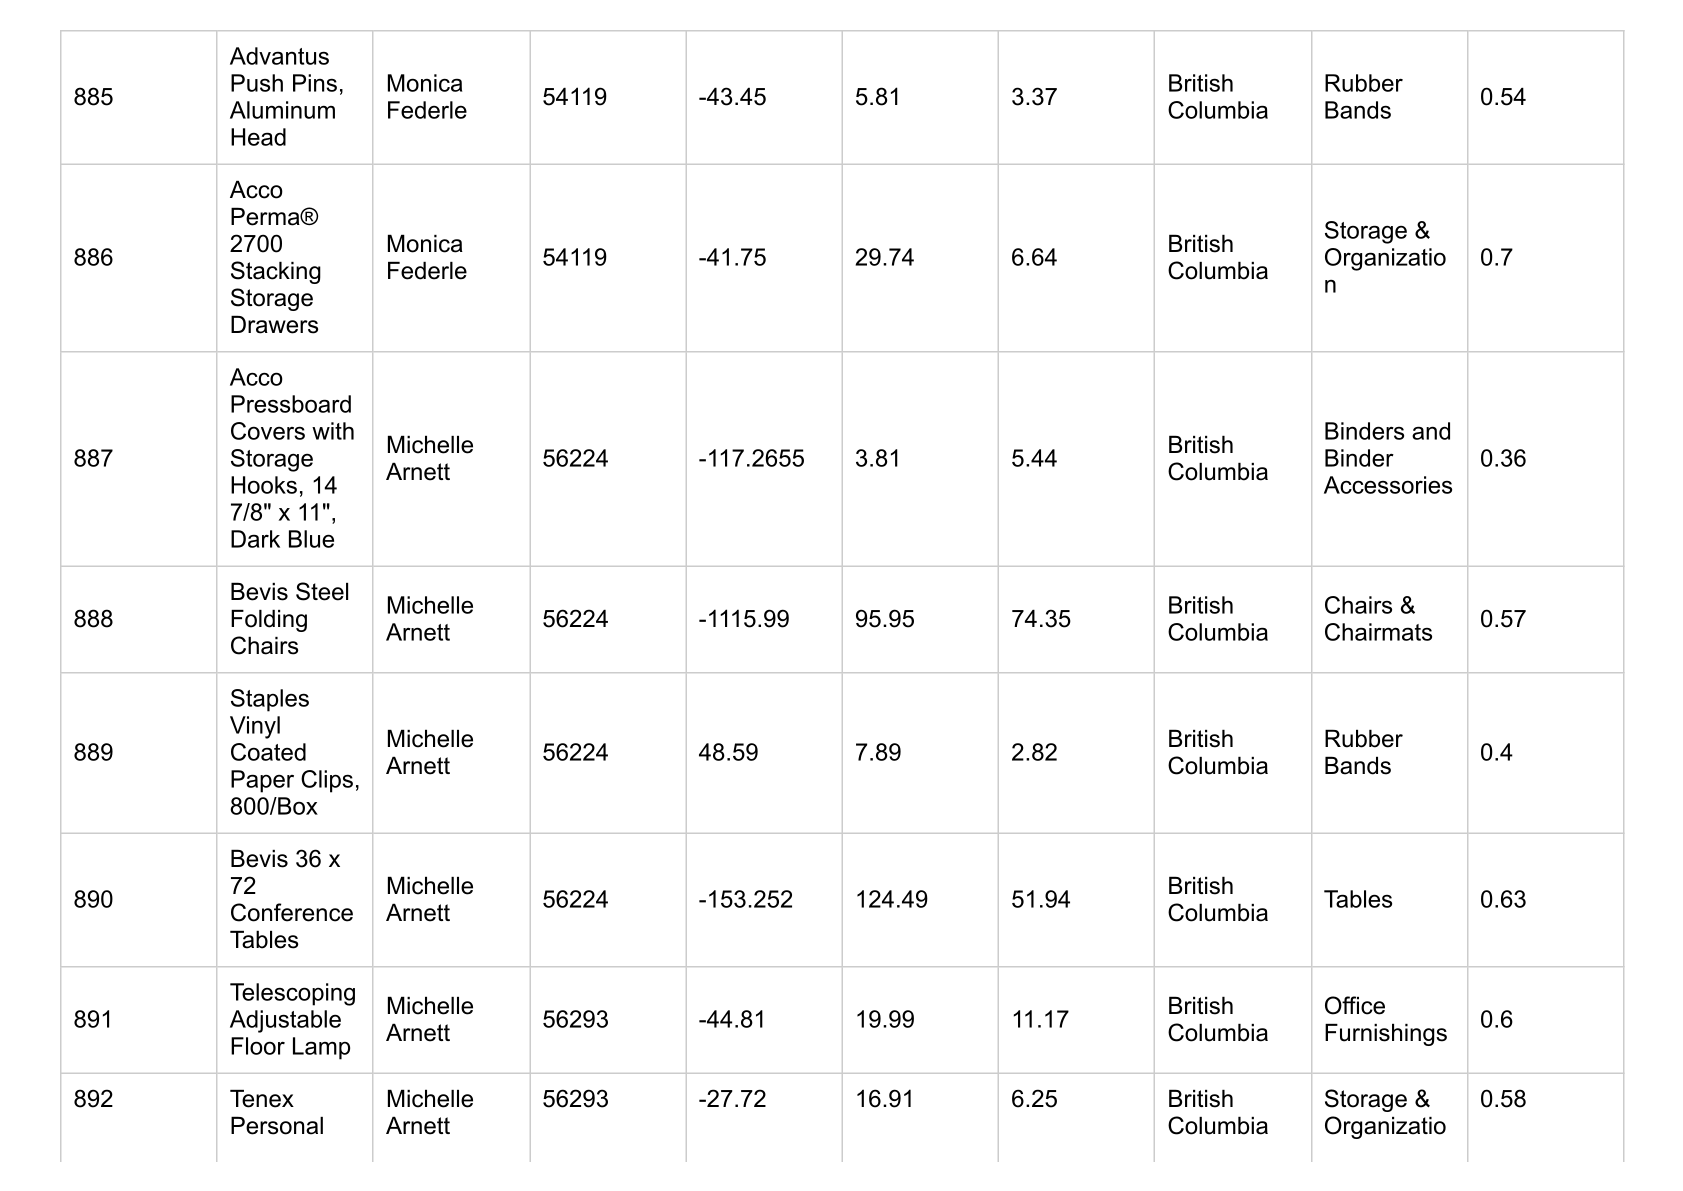 885
Advantus
Push Pins,
Aluminum
Head
Monica
Federle
54119
-43.45
5.81
3.37
British
Columbia
Rubber
Bands
0.54
886
Acco
Perma®
2700
Stacking
Storage
Drawers
Monica
Federle
54119
-41.75
29.74
6.64
British
Columbia
Storage &
Organizatio
n
0.7
887
Acco
Pressboard
Covers with
Storage
Hooks, 14
7/8" x 11",
Dark Blue
Michelle
Arnett
56224
-117.2655
3.81
5.44
British
Columbia
Binders and
Binder
Accessories
0.36
888
Bevis Steel
Folding
Chairs
Michelle
Arnett
56224
-1115.99
95.95
74.35
British
Columbia
Chairs &
Chairmats
0.57
889
Staples
Vinyl
Coated
Paper Clips,
800/Box
Michelle
Arnett
56224
48.59
7.89
2.82
British
Columbia
Rubber
Bands
0.4
890
Bevis 36 x
72
Conference
Tables
Michelle
Arnett
56224
-153.252
124.49
51.94
British
Columbia
Tables
0.63
891
Telescoping
Adjustable
Floor Lamp
Michelle
Arnett
56293
-44.81
19.99
11.17
British
Columbia
Office
Furnishings
0.6
892
Tenex
Personal
Michelle
Arnett
56293
-27.72
16.91
6.25
British
Columbia
Storage &
Organizatio
0.58